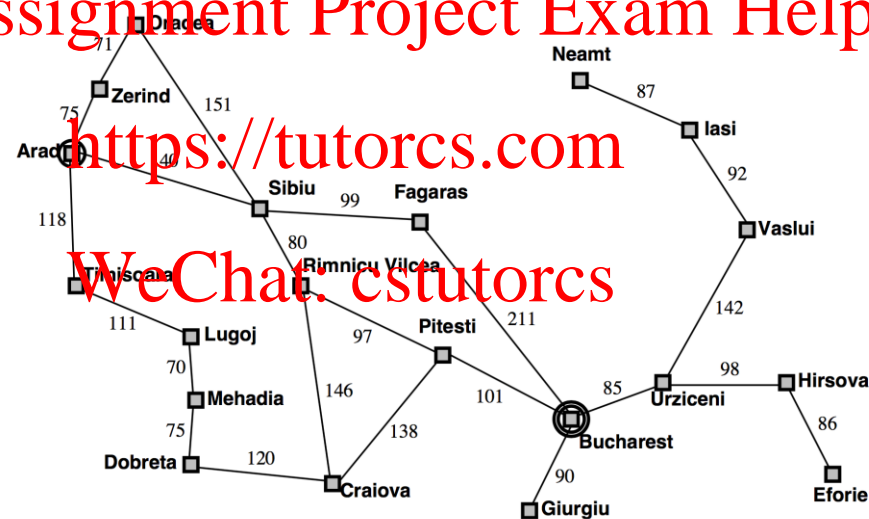 ssignment Project Exam Help
Oradea
71
Neamt
87
Zerind
151
75
Iasi
https://tutorcs.com
Arad
92
Sibiu
99
Fagaras
118
80
Vaslui
Rimnicu Vilcea
WeChat: cstutorcs
Timisoara
142
111
211
Lugoj
97
Pitesti
70
98
Hirsova
146
101
85
Urziceni
Mehadia
86
75
138
Bucharest
Dobreta
120
90
Craiova
Eforie
Giurgiu